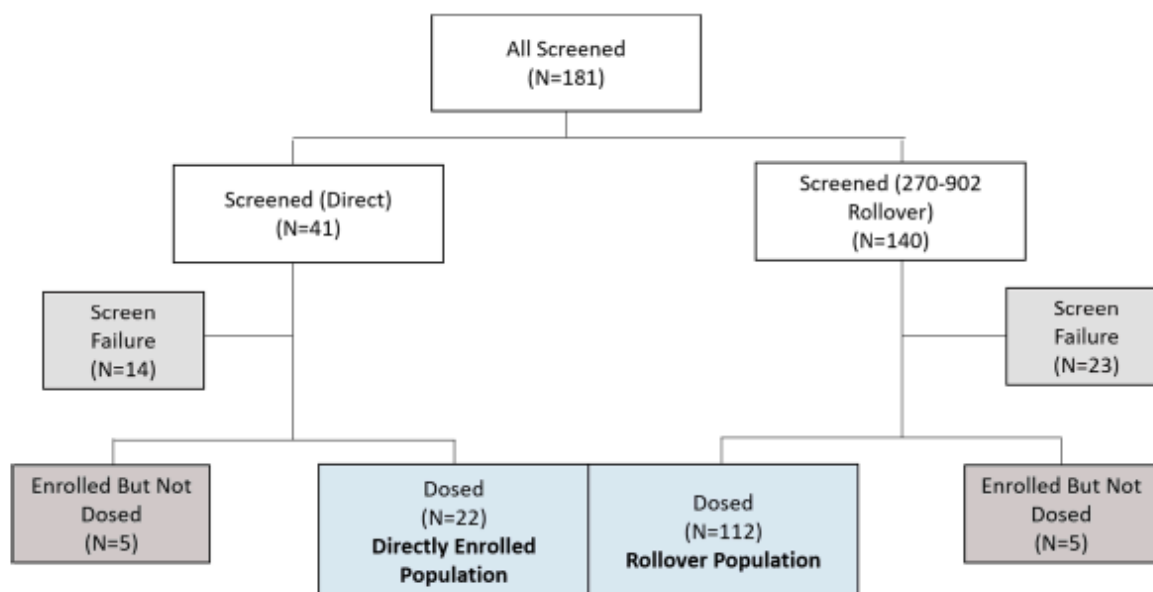 All Screened
(N=181)
Screened (Direct)
(N=41)
Screened (270-902
Rollover)
(N=140)
Screen
Failure
(N=14)
Screen
Failure
(N=23)
Enrolled But Not
Dosed
(N=5)
Dosed
(N=22)
Directly Enrolled
Population
Dosed
(N=112)
Rollover Population
Enrolled But Not
Dosed
(N=5)